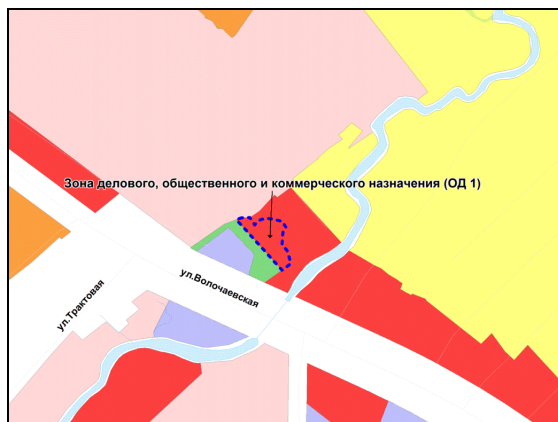 Зона делового, общественного и коммерческого назначения (ОД 1)
ул.Волочаевская
ул.Трактовая